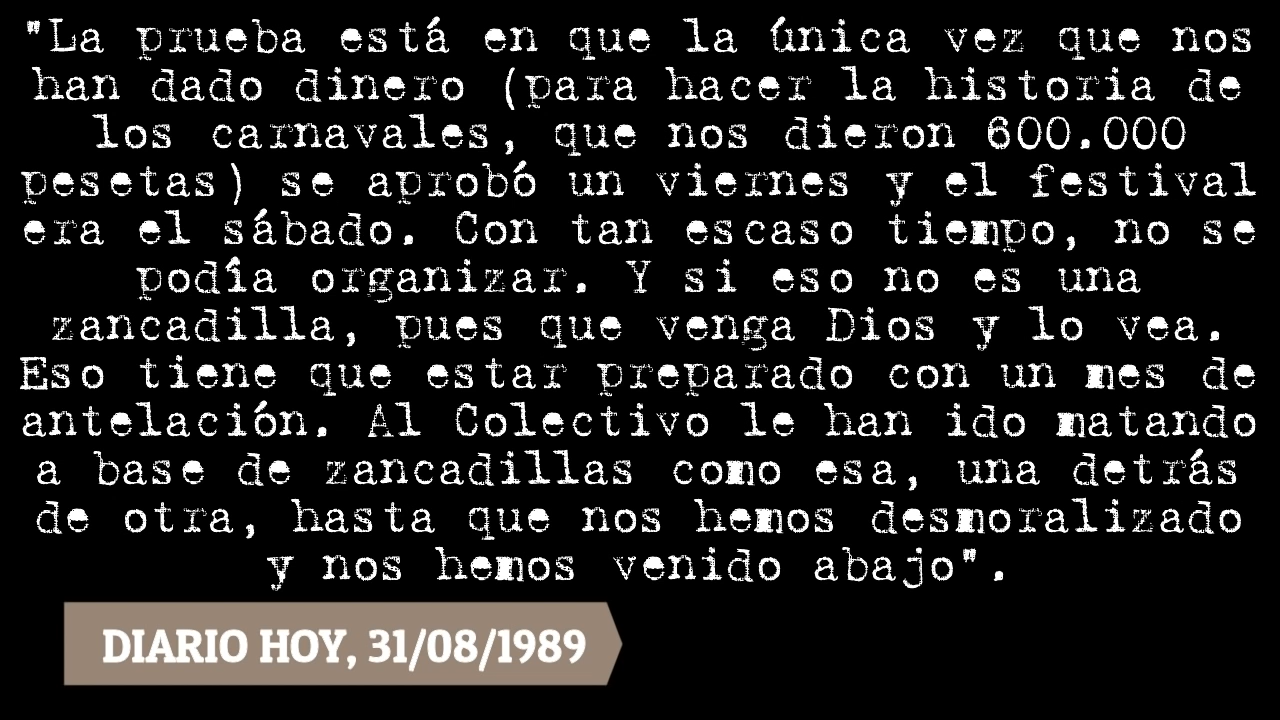 "La prueba está en que la única vez que nos
han dado dinero (para hacer la historia de
los carnavales, que nos dieron 600.000
pesetas) se aprobó un viernes y el festival
era el sábado. Con tan escaso tiempo, no se
podía organizar. Y si eso no es una
zancadilla, pues que venga Dios y lo vea.
Eso tiene que estar preparado con un mes de
antelación. Al Colectivo le han ido matando
a base de zancadillas como esa, una detrás
de otra, hasta que nos hemos desmoralizado
y nos hemos venido abajo".
DIARIO HOY, 31/08/1989